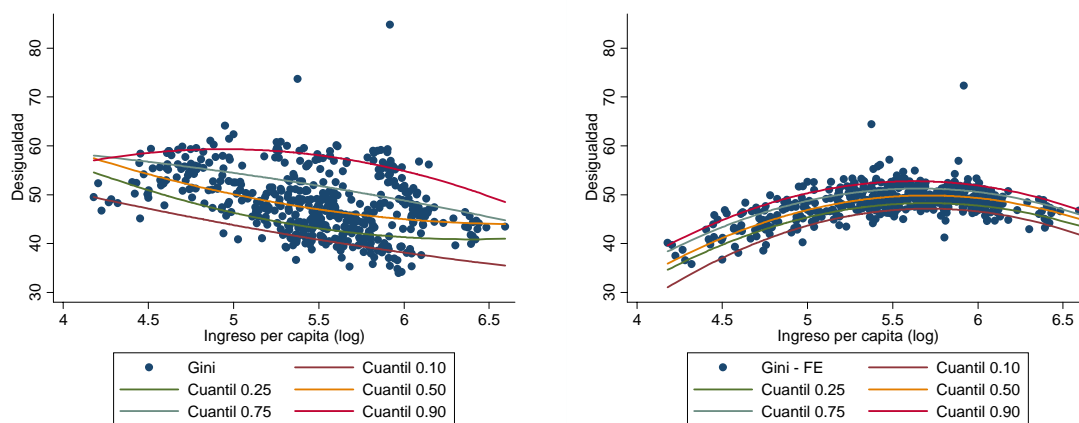 80
70
60
50
40
30
Desigualdad
4 4.5 5 5.5 6 6.5
Ingreso per capita (log)
Gini Cuantil 0.10
Cuantil 0.25 Cuantil 0.50
Cuantil 0.75 Cuantil 0.90
80
70
60
50
40
30
Desigualdad
4 4.5 5 5.5 6 6.5
Ingreso per capita (log)
Gini - FE Cuantil 0.10
Cuantil 0.25 Cuantil 0.50
Cuantil 0.75 Cuantil 0.90